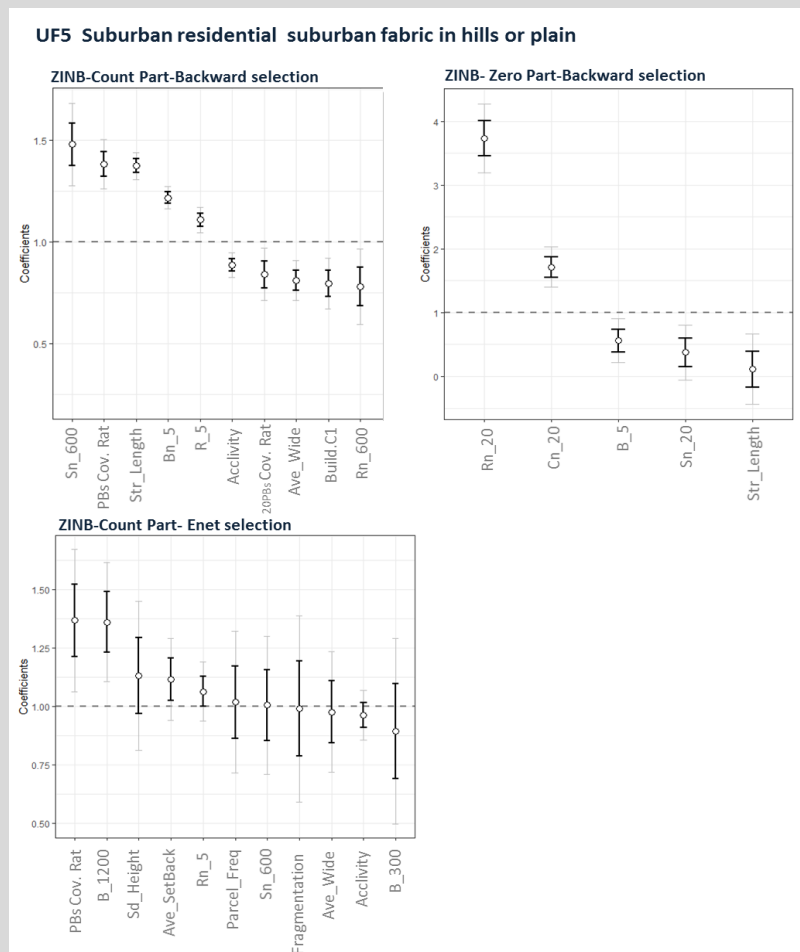 UF5 Suburban residential suburban fabric in hills or plain
ZINB-Count Part-Backward selection
Coefficients
1.5
1.0
0.5
Sn_600
PBs Cov. Rat
Str_Length
Bn_5
R_5
Acclivity
20PBs Cov. Rat
Ave_Wide
Build.C1
Rn_600
ZINB- Zero Part-Backward selection
Coefficients
4
3
2
1
0
Rn_20
Cn_20
B_5
Sn_20
Str_Length
ZINB-Count Part- Enet selection
Coefficients
1.50
1.25
1.00
0.75
0.50
PBs Cov. Rat
B_1200
Sd_Height
Ave_SetBack
Rn_5
Parcel_Freq
Sn_600
Fragmentation
Ave_Wide
Acclivity
B_300